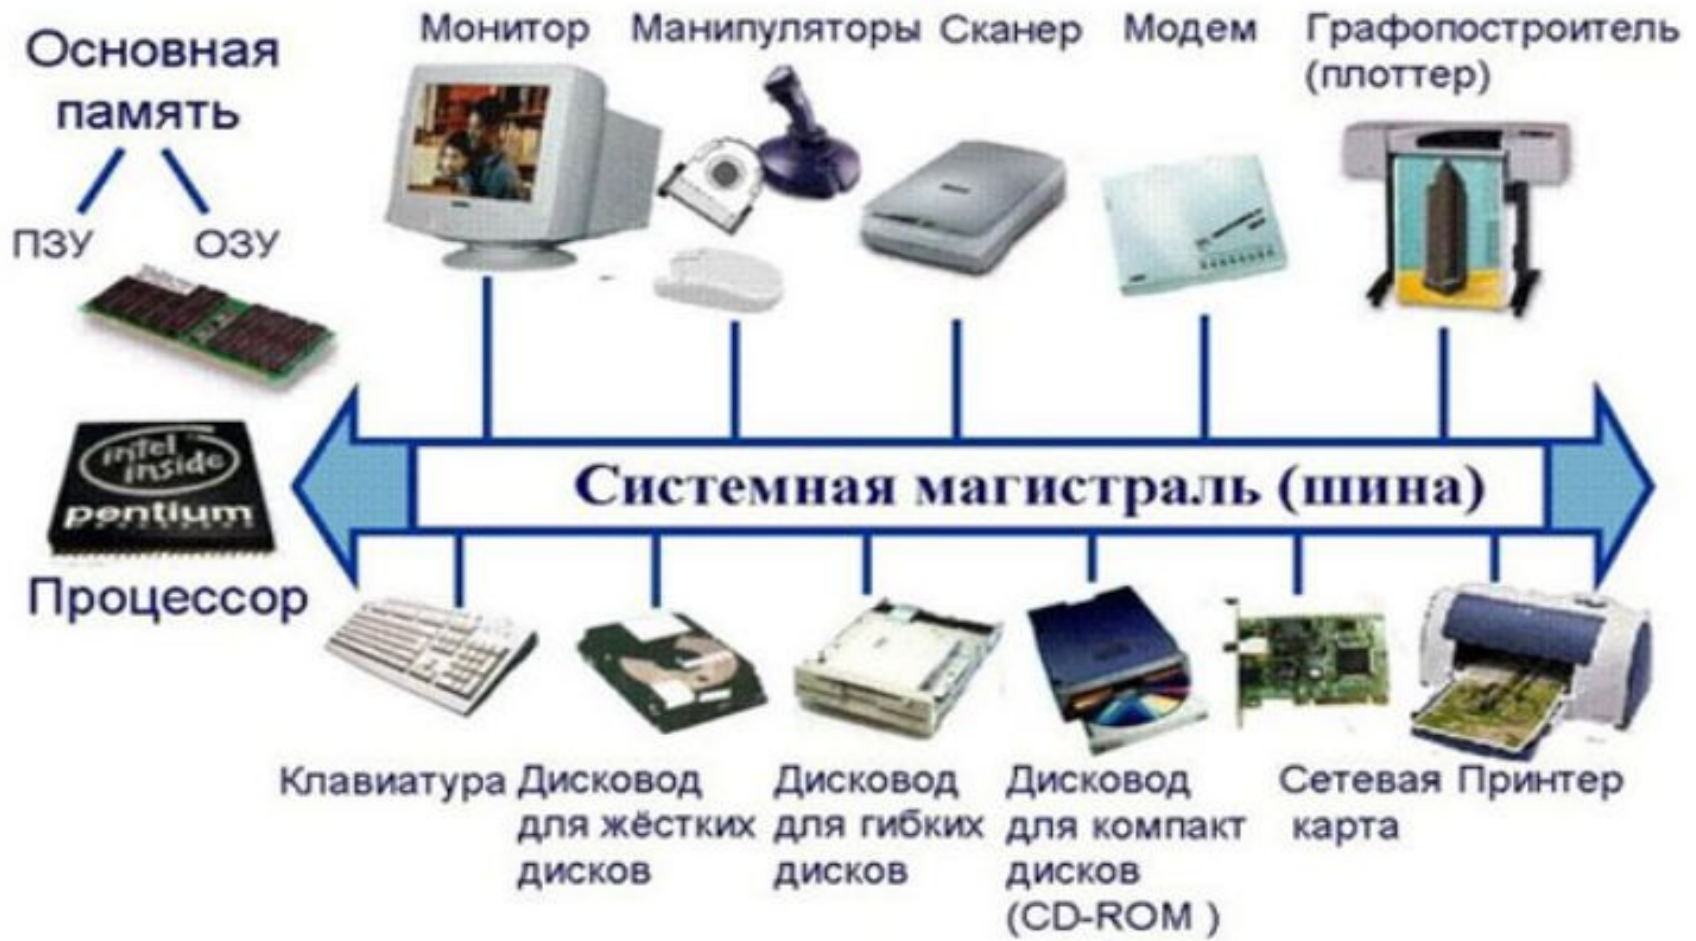 Основная
память
ПЗУ
ОЗУ
Монитор
Манипуляторы
Сканер
Модем
Графопостроитель
(плоттер)
intel
inside
pentium
Процессор
Системная магистраль (шина)
Клавиатура
Дисковод
для жёстких
дисков
Дисковод
для гибких
дисков
Дисковод
для компакт
дисков
(CD-ROM )
Сетевая
карта
Принтер